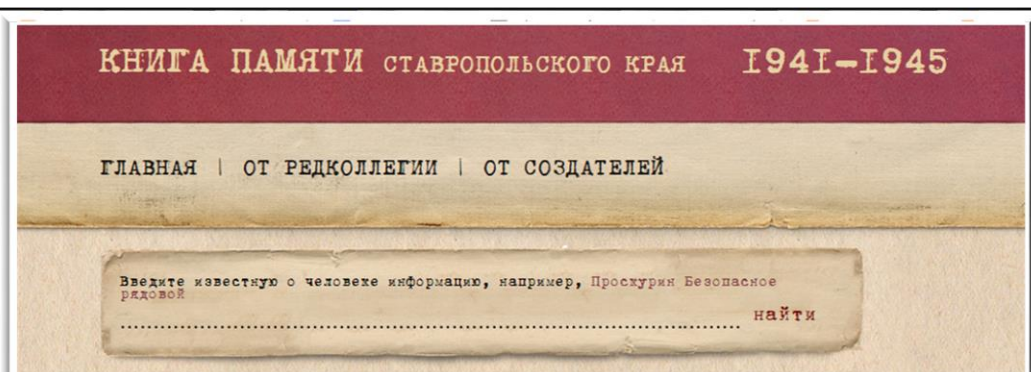 КНИГА ПАМЯТИ СТАВРОПОЛЬСКОГО КРАЯ 1941–1945
ГЛАВНАЯ | ОТ РЕДКОЛЛЕГИИ | ОТ СОЗДАТЕЛЕЙ
Введите известную о человеке информацию, например, Проскурин Безопасное
рядовой
найти